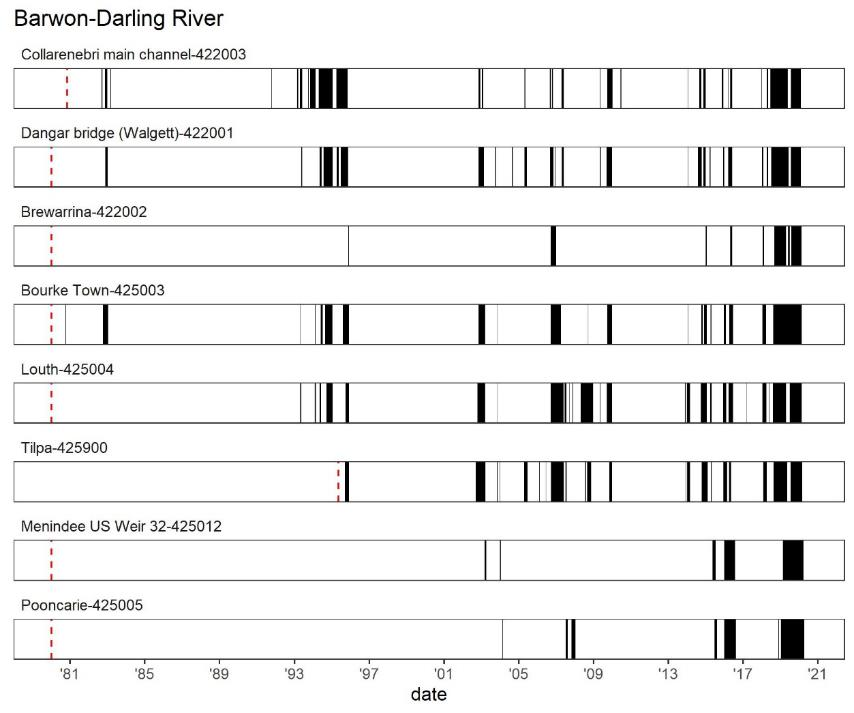 Barwon-Darling River
Collarenebri main channel-422003
Dangar bridge (Walgett)-422001
Brewarrina-422002
Bourke Town-425003
Louth-425004
Tilpa-425900
Menindee US Weir 32-425012
Pooncarie-425005
'81 '85 '89 '93 '97 '01 '05 '09 '13 '17 '21
date